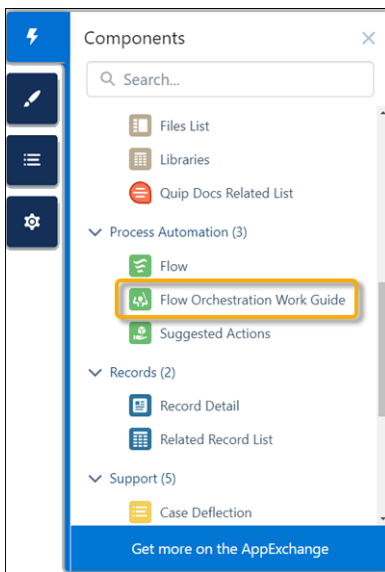 Components
Search...
Files List
Libraries
Quip Docs Related List
Process Automation (3)
Flow
Flow Orchestration Work Guide
Suggested Actions
Records (2)
Record Detail
Related Record List
Support (5)
Case Deflection
Get more on the AppExchange